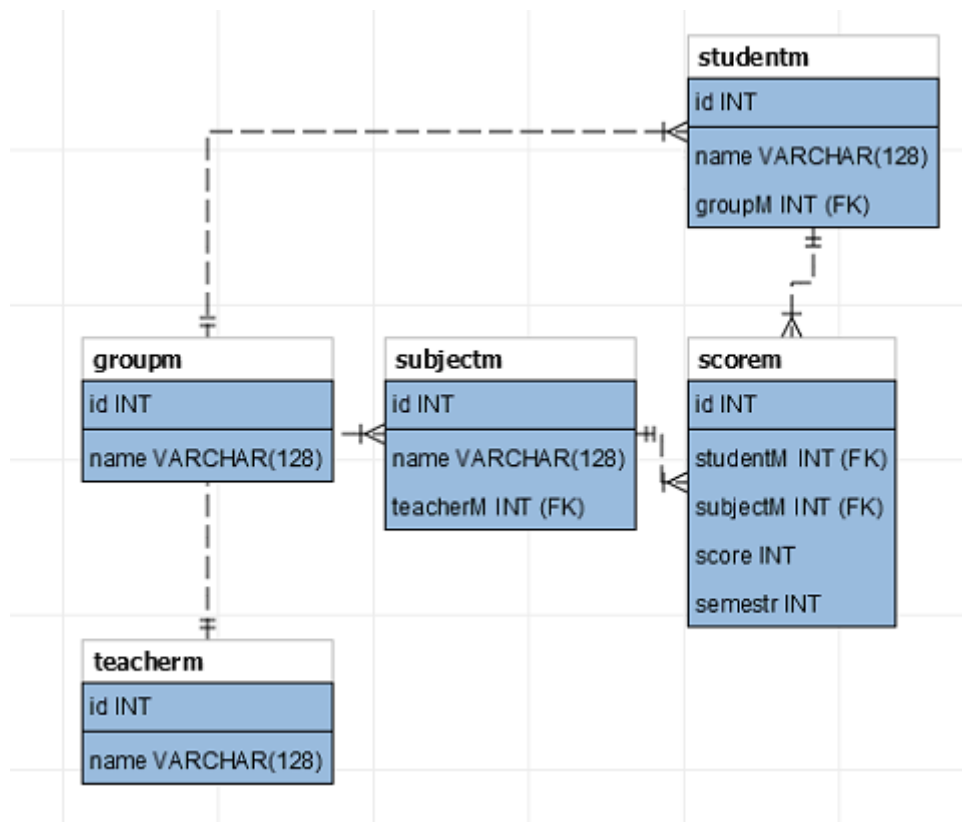 studentm
id INT
name VARCHAR(128)
groupM INT (FK)
groupm
id INT
name VARCHAR(128)
subjectm
id INT
name VARCHAR(128)
teacherM INT (FK)
scorem
id INT
studentM INT (FK)
subjectM INT (FK)
score INT
semestr INT
teacherm
id INT
name VARCHAR(128)